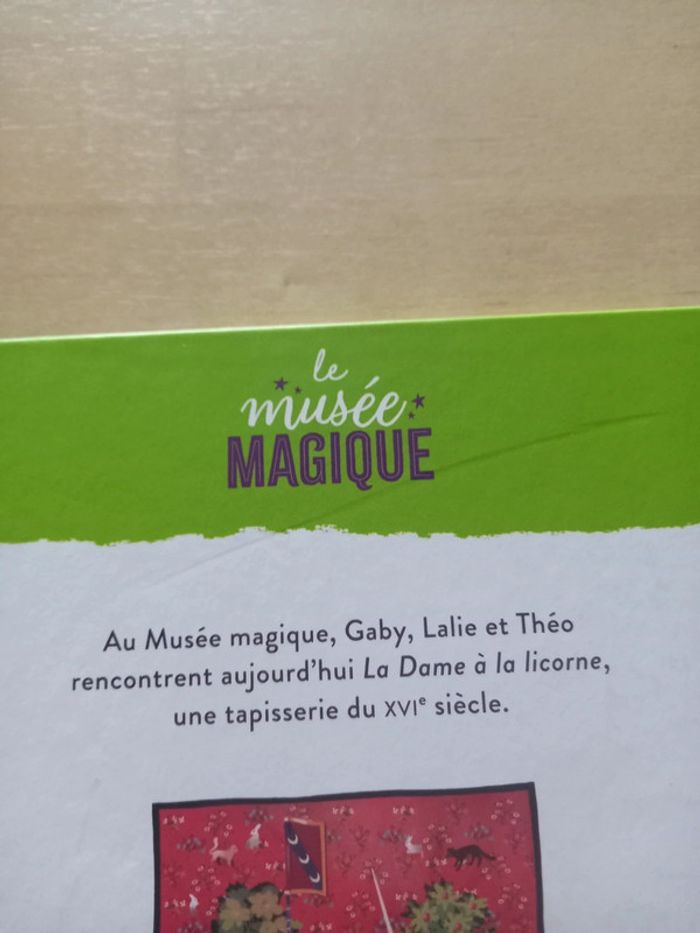 le
musée
MAGIQUE
Au Musée magique, Gaby, Lalie et Théo
rencontrent aujourd'hui La Dame à la licorne,
une tapisserie du XVIe siècle.